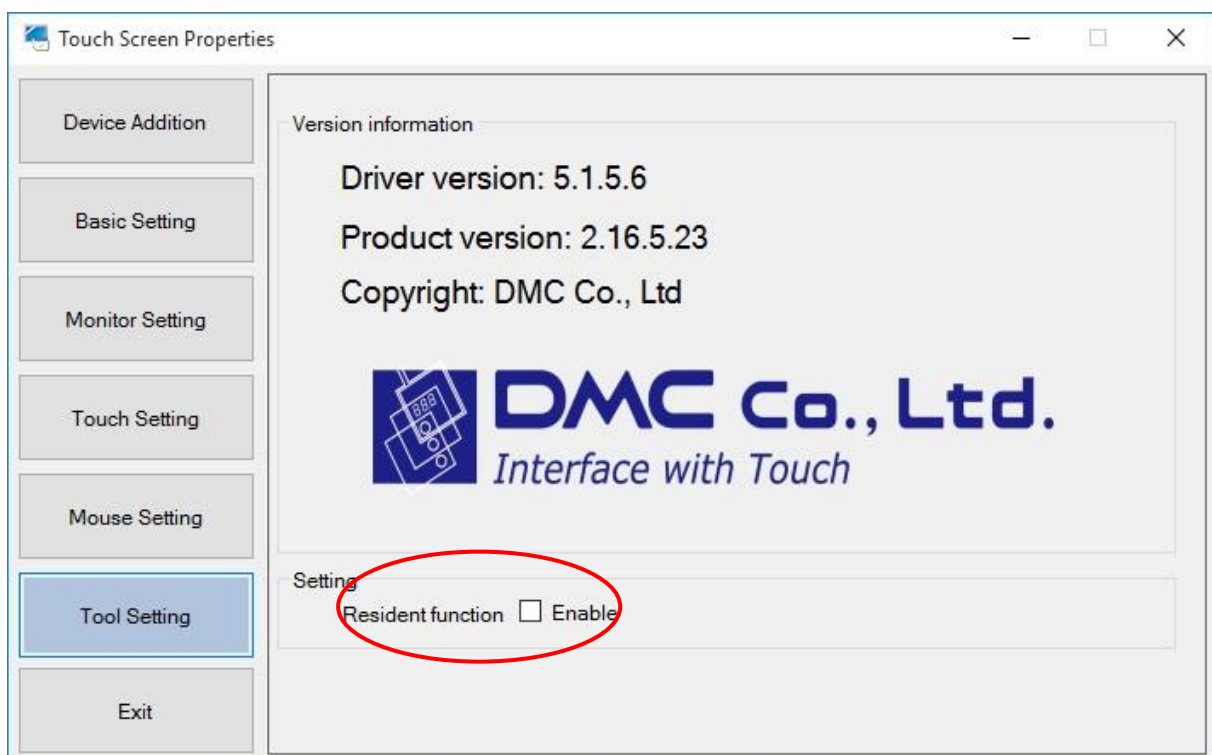 Touch Screen Properties
Device Addition
Basic Setting
Monitor Setting
Touch Setting
Mouse Setting
Tool Setting
Exit
Version information
Driver version: 5.1.5.6
Product version: 2.16.5.23
Copyright: DMC Co., Ltd
888
DMC Co., Ltd.
Interface with Touch
Setting
Resident function Enable